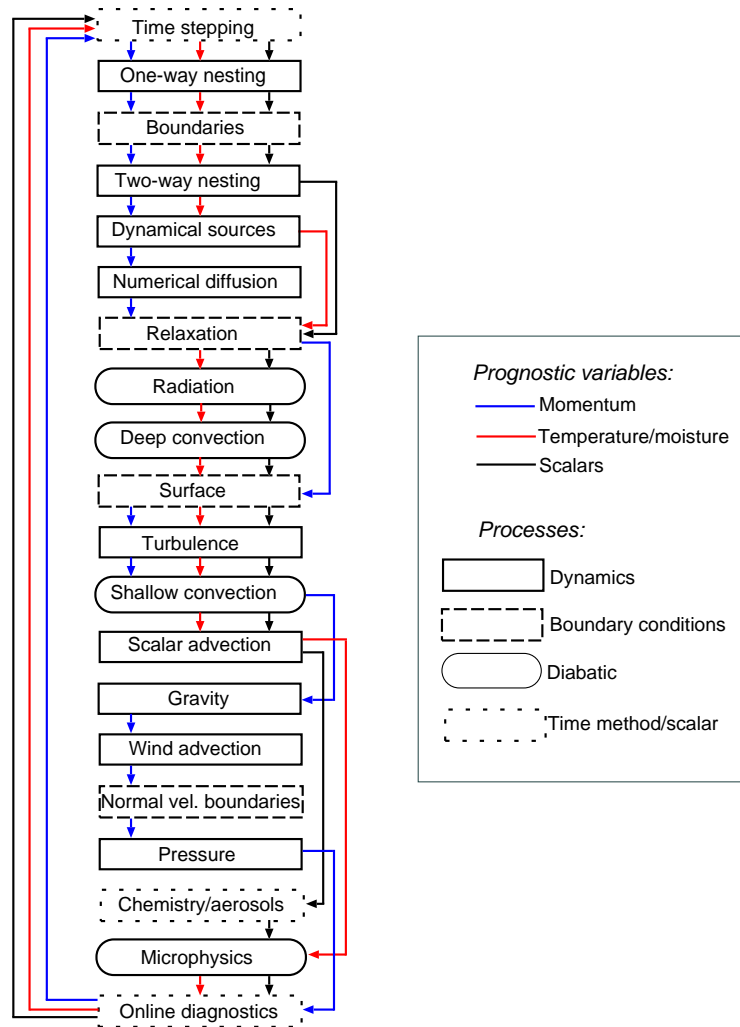 Time stepping
One-way nesting
Boundaries
Two-way nesting
Dynamical sources
Numerical diffusion
Relaxation
Radiation
Deep convection
Surface
Turbulence
Shallow convection
Scalar advection
Gravity
Wind advection
Normal vel. boundaries
Pressure
Chemistry/aerosols
Microphysics
Online diagnostics
Prognostic variables:
Momentum
Temperature/moisture
Scalars
Processes:
Dynamics
Boundary conditions
Diabatic
Time method/scalar